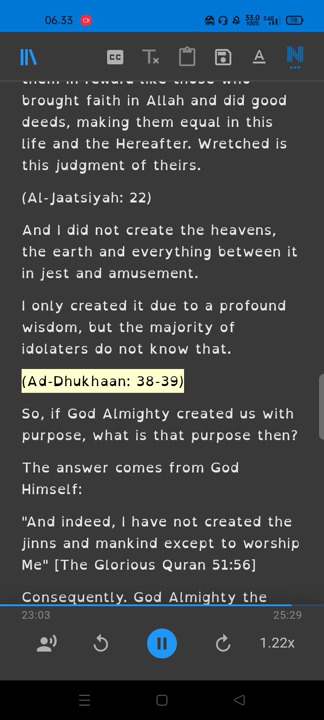 06.33
them in reward like those who
brought faith in Allah and did good
deeds, making them equal in this
life and the Hereafter. Wretched is
this judgment of theirs.
(Al-Jaatsiyah: 22)
And I did not create the heavens,
the earth and everything between it
in jest and amusement.
I only created it due to a profound
wisdom, but the majority of
idolaters do not know that.
(Ad-Dhukhaan: 38-39)
So, if God Almighty created us with
purpose, what is that purpose then?
The answer comes from God
Himself:
"And indeed, I have not created the
jinns and mankind except to worship
Me" [The Glorious Quran 51:56]
Consequently. God Almighty the
23:03 25:29
1.22x